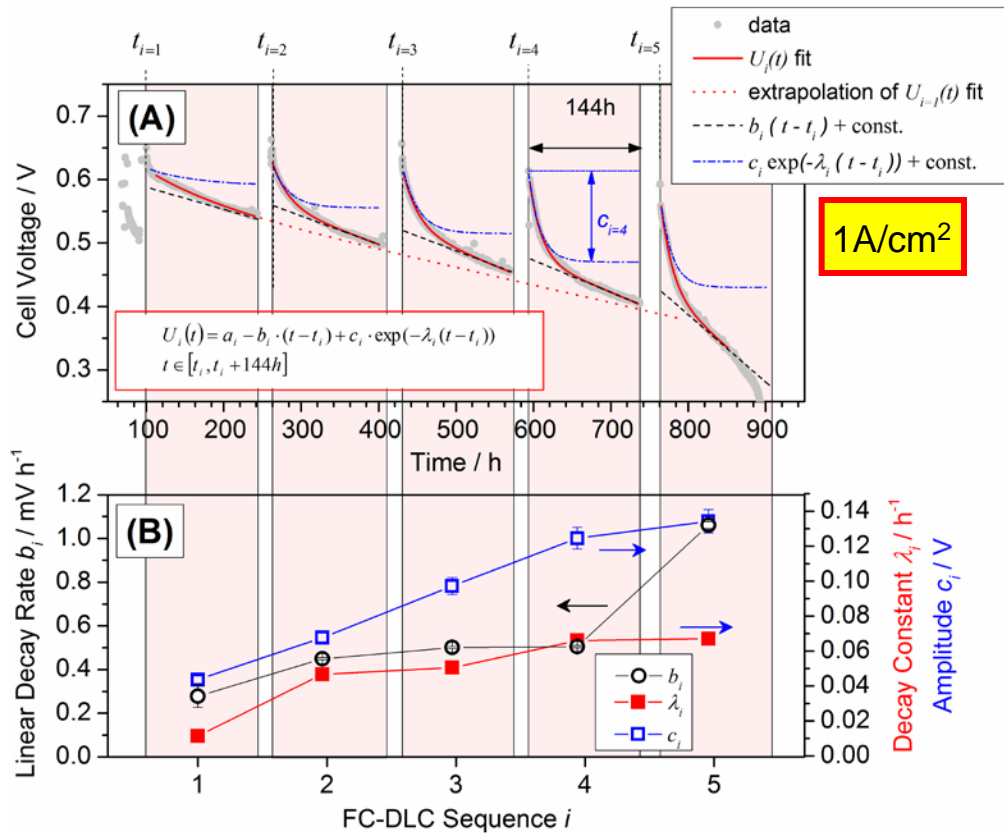 t_{i=1} t_{i=2} t_{i=3} t_{i=4} t_{i=5}
data
U_i(t) fit
extrapolation of U_{i=1}(t) fit
b_i ( t - t_i ) + const.
c_i exp(-λ_i ( t - t_i )) + const.
(A)
144h
c_{i=4}
1A/cm²
U_i(t) = a_i − b_i · (t − t_i) + c_i · exp(−λ_i(t − t_i))
t ∈ [t_i, t_i + 144h]
Cell Voltage / V
0.7
0.6
0.5
0.4
0.3
100 200 300 400 500 600 700 800 900
Time / h
(B)
Linear Decay Rate b_i / mV h⁻¹
1.2
1.0
0.8
0.6
0.4
0.2
0.0
b_i
λ_i
c_i
0.14
0.12
0.10
0.08
0.06
0.04
0.02
0.00
Decay Constant λ_i / h⁻¹
Amplitude c_i / V
1 2 3 4 5
FC-DLC Sequence i